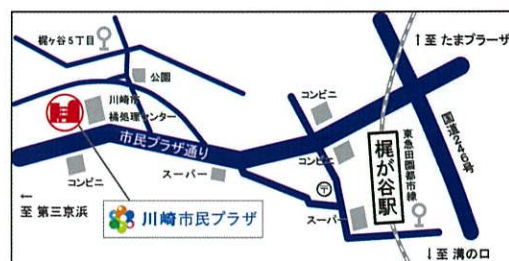 梶ヶ谷5丁目
公園
川崎市
橘処理センター
市民プラザ通り
コンビニ
スーパー
←
至 第三京浜
川崎市民プラザ
コンビニ
コンビニ
スーパー
〒
梶が谷駅
東急田園都市線
国道246号
↑至 たまプラーザ
↓至 溝の口